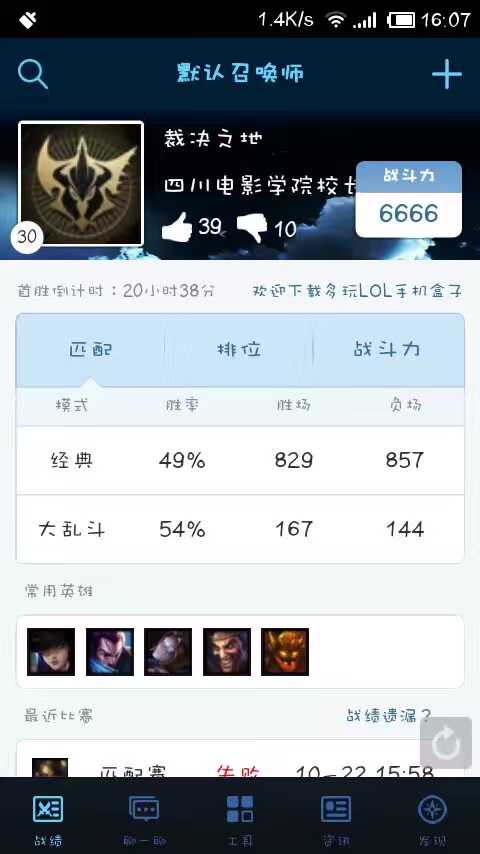 1.4K/s 16:07
默认召唤师
裁决之地
四川电影学院校
战斗力
6666
30
39 10
首胜倒计时：20小时38分 欢迎下载多玩LOL手机盒子
匹配 排位 战斗力
模式 胜率 胜场 负场
经典 49% 829 857
大乱斗 54% 167 144
常用英雄
最近比赛 战绩遗漏？
匹配赛 失败 10-22 15:58
战绩 聊一聊 工具 资讯 发现